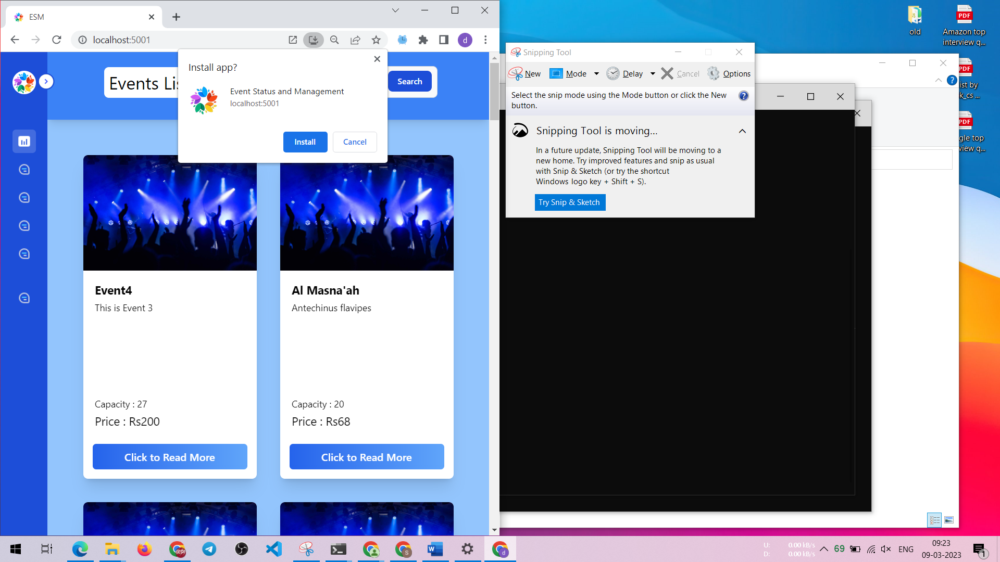 ESM
localhost:5001
d
Install app?
Event Status and Management
localhost:5001
Install
Cancel
Events Lis
Search
Event4
This is Event 3
Capacity : 27
Price : Rs200
Click to Read More
Al Masna'ah
Antechinus flavipes
Capacity : 20
Price : Rs68
Click to Read More
Snipping Tool
New
Mode
Delay
Cancel
Options
Select the snip mode using the Mode button or click the New
button.
Snipping Tool is moving...
In a future update, Snipping Tool will be moving to a
new home. Try improved features and snip as usual
with Snip & Sketch (or try the shortcut
Windows logo key + Shift + S).
Try Snip & Sketch
old
PDF
Amazon top
interview q...
PDF
ist by
k_cs ...
PDF
gle top
view q...
U: 0.00 kB/s
D: 0.00 kB/s
69
ENG
09:23
09-03-2023
1